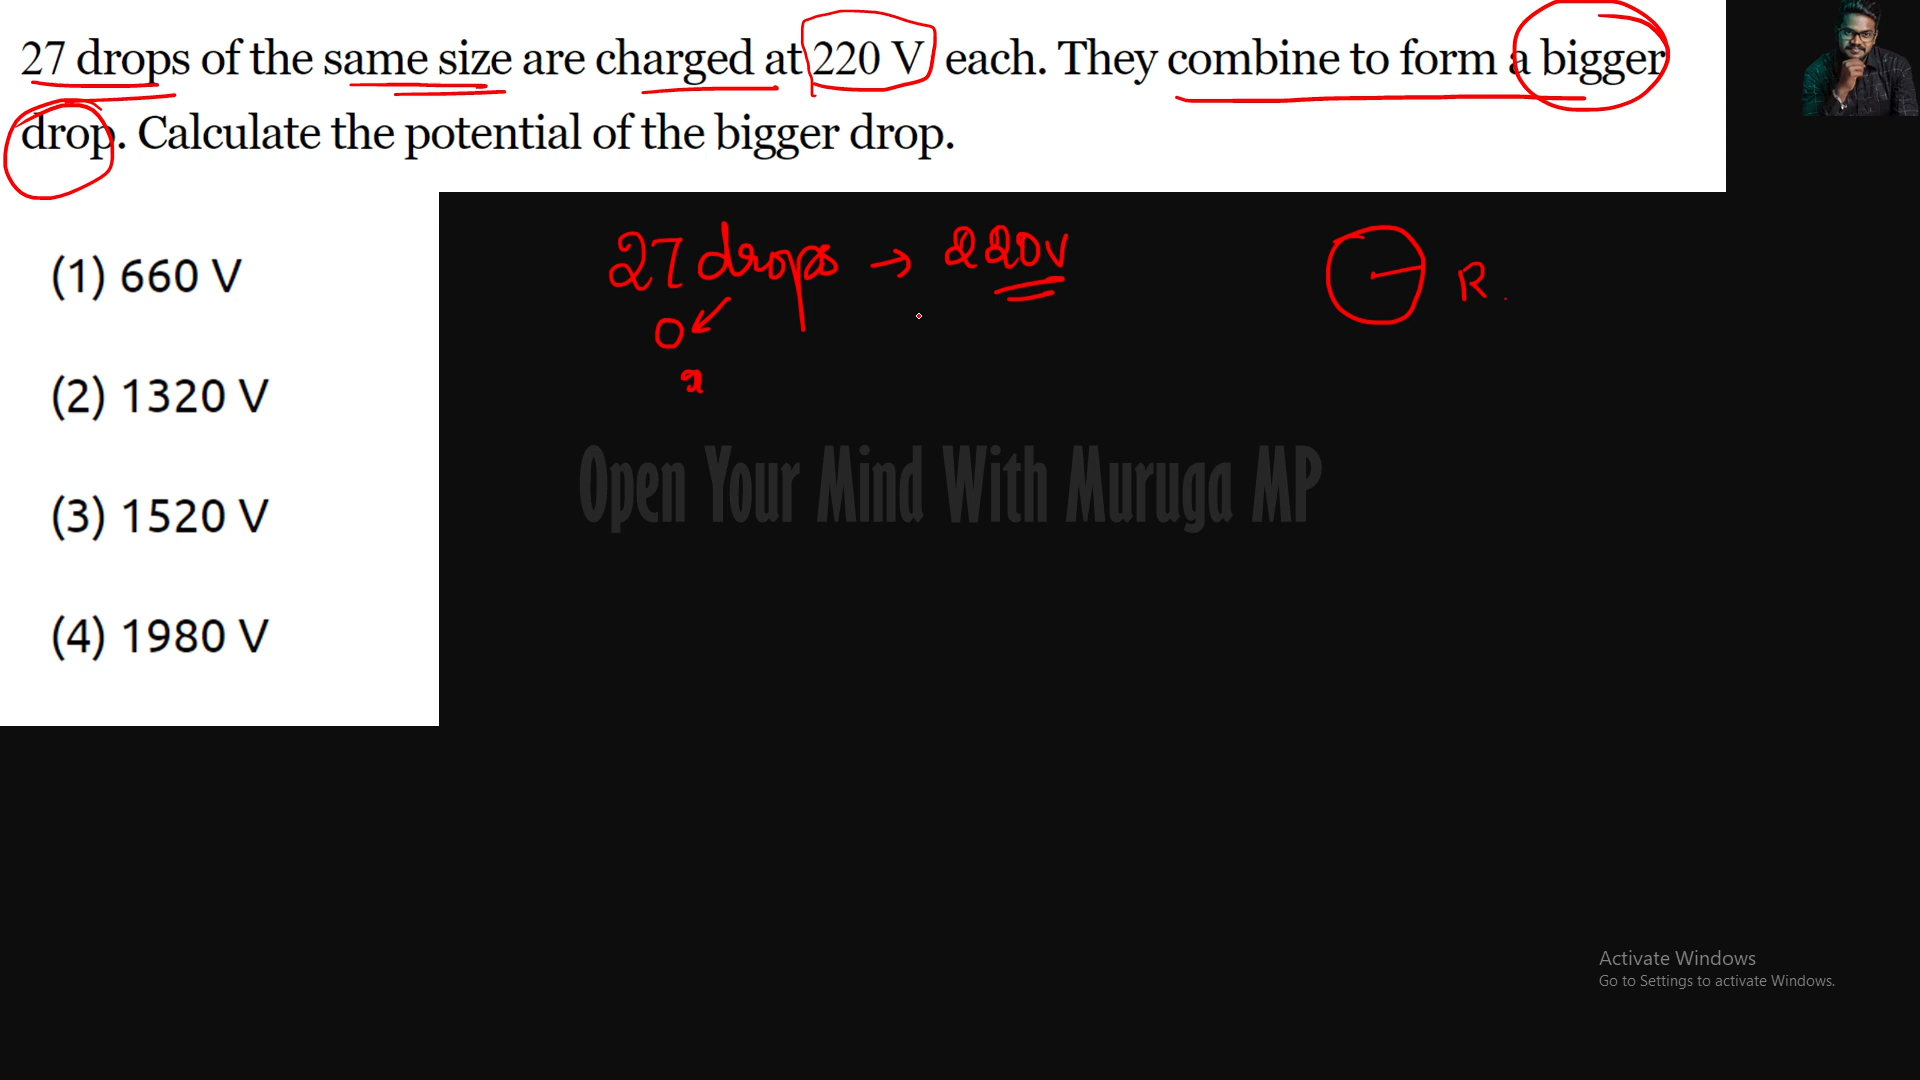 27 drops of the same size are charged at 220 V each. They combine to form a bigger
drop. Calculate the potential of the bigger drop.
(1) 660 V
(2) 1320 V
(3) 1520 V
(4) 1980 V
27 drops → 220v
R.
Open Your Mind With Muruga MP
Activate Windows
Go to Settings to activate Windows.